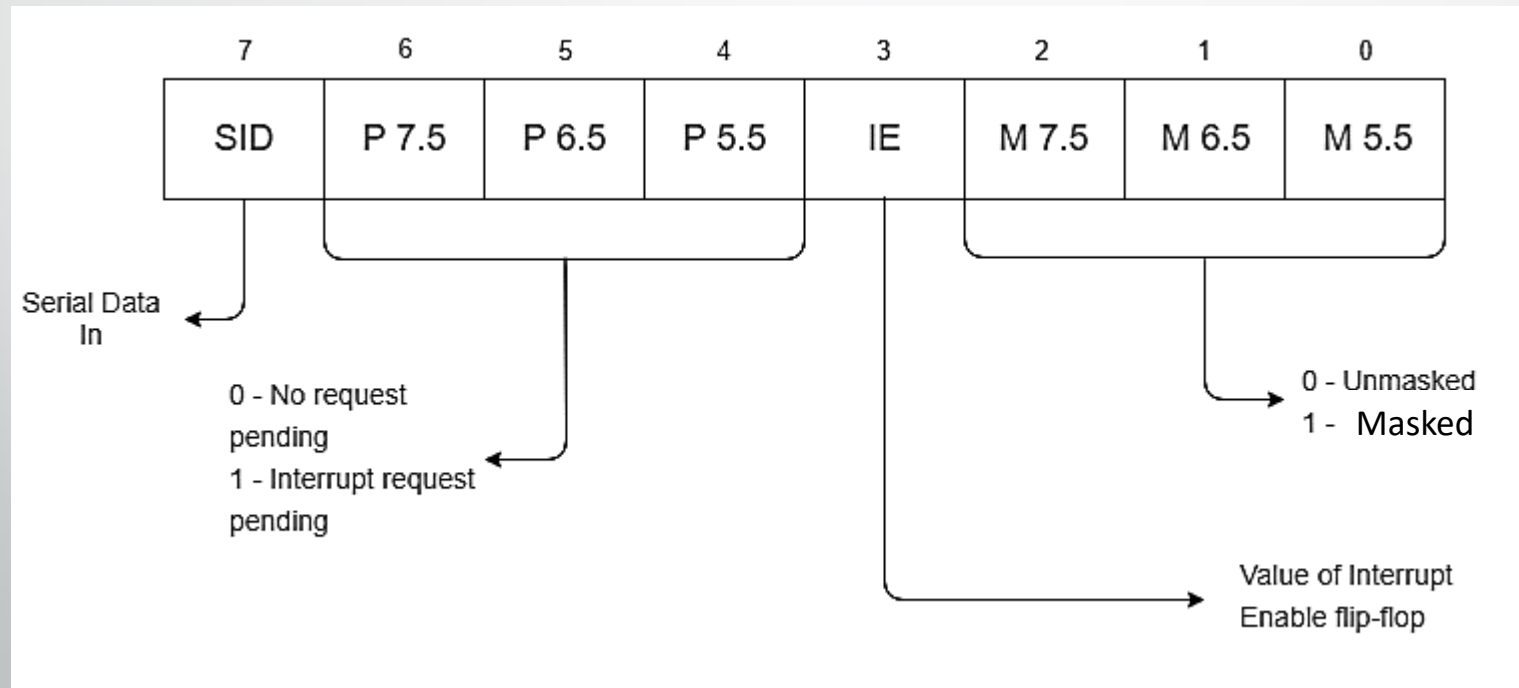 7 6 5 4 3 2 1 0
SID P 7.5 P 6.5 P 5.5 IE M 7.5 M 6.5 M 5.5
Serial Data
In
0 - No request
pending
1 - Interrupt request
pending
0 - Unmasked
1 - Masked
Value of Interrupt
Enable flip-flop